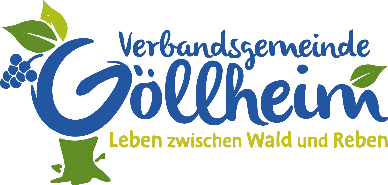 Verbandsgemeinde
Göllheim
Leben zwischen Wald und Reben